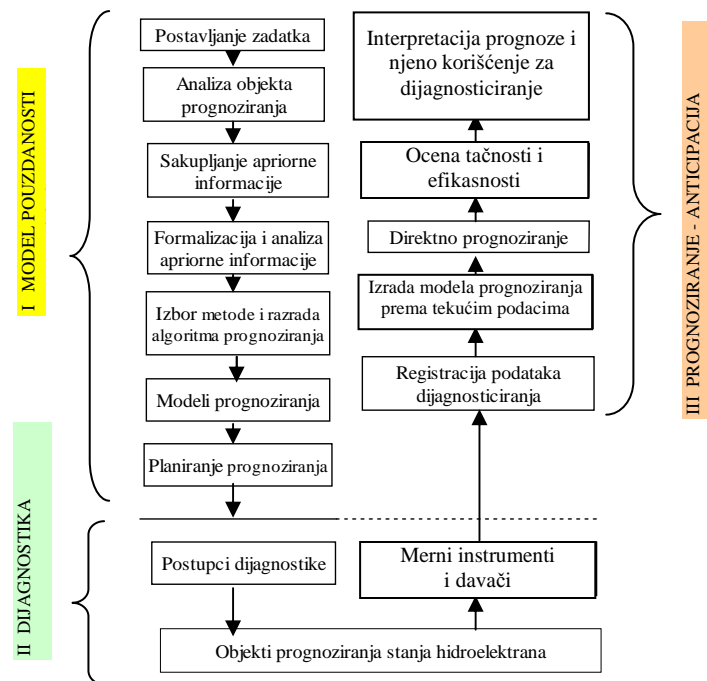 I MODEL POUZDANOSTI
Postavljanje zadatka
Analiza objekta
prognoziranja
Sakupljanje apriorne
informacije
Formalizacija i analiza
apriorne informacije
Izbor metode i razrada
algoritma prognoziranja
Modeli prognoziranja
Planiranje prognoziranja
II DIJAGNOSTIKA
Postupci dijagnostike
Objekti prognoziranja stanja hidroelektrana
Merni instrumenti
i davači
Registracija podataka
dijagnosticiranja
Izrada modela prognoziranja
prema tekućim podacima
Direktno prognoziranje
Ocena tačnosti i
efikasnosti
Interpretacija prognoze i
njeno korišćenje za
dijagnosticiranje
III PROGNOZIRANJE - ANTICIPACIJA